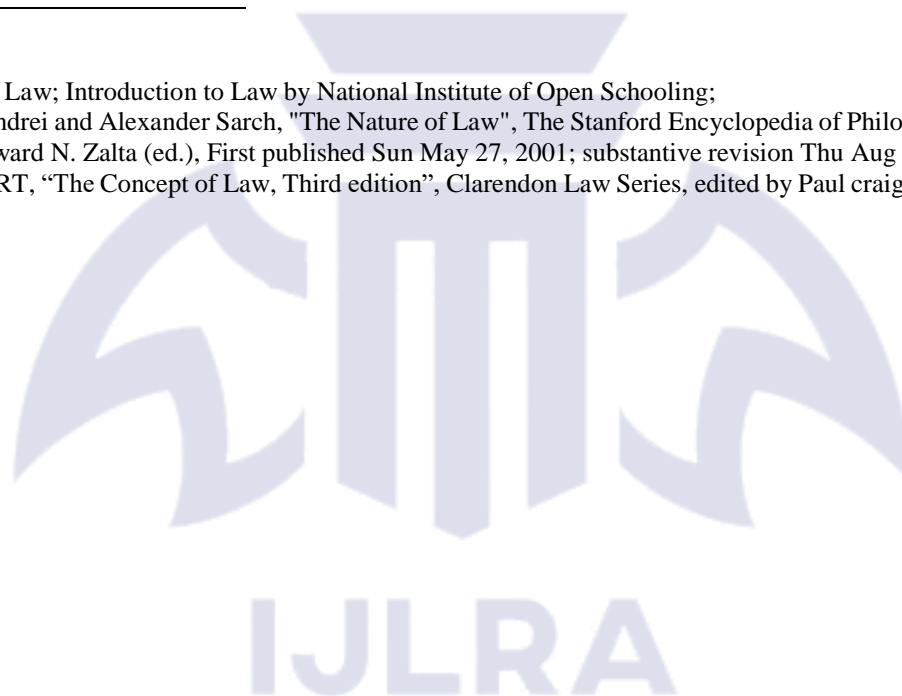 Law; Introduction to Law by National Institute of Open Schooling;
ndrei and Alexander Sarch, "The Nature of Law", The Stanford Encyclopedia of Philo
ward N. Zalta (ed.), First published Sun May 27, 2001; substantive revision Thu Aug
RT, “The Concept of Law, Third edition”, Clarendon Law Series, edited by Paul craig
IJLRA